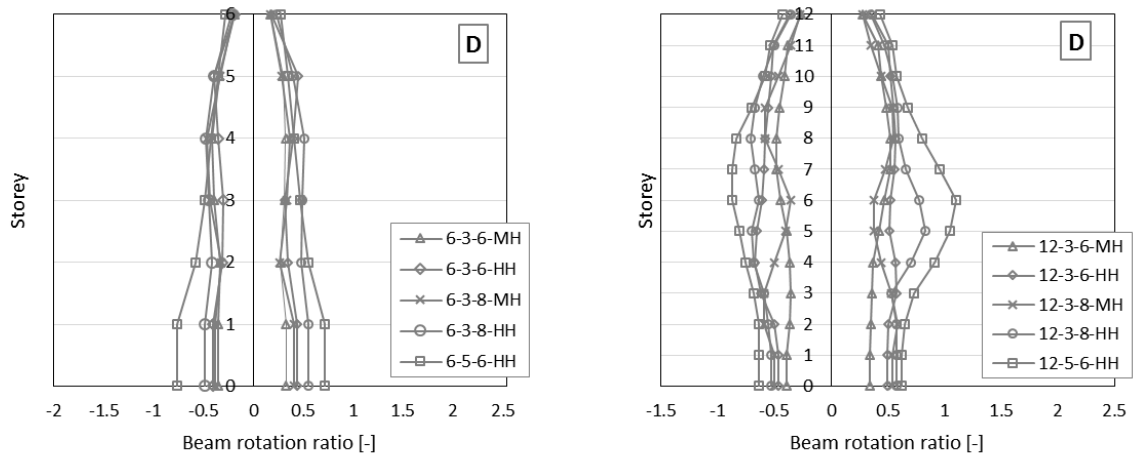 6
5
4
3
2
1
0
Storey
D
6-3-6-MH
6-3-6-HH
6-3-8-MH
6-3-8-HH
6-5-6-HH
-2 -1.5 -1 -0.5 0 0.5 1 1.5 2 2.5
Beam rotation ratio [-]
12
11
10
9
8
7
6
5
4
3
2
1
0
Storey
D
12-3-6-MH
12-3-6-HH
12-3-8-MH
12-3-8-HH
12-5-6-HH
-1.5 -1 -0.5 0 0.5 1 1.5 2 2.5
Beam rotation ratio [-]